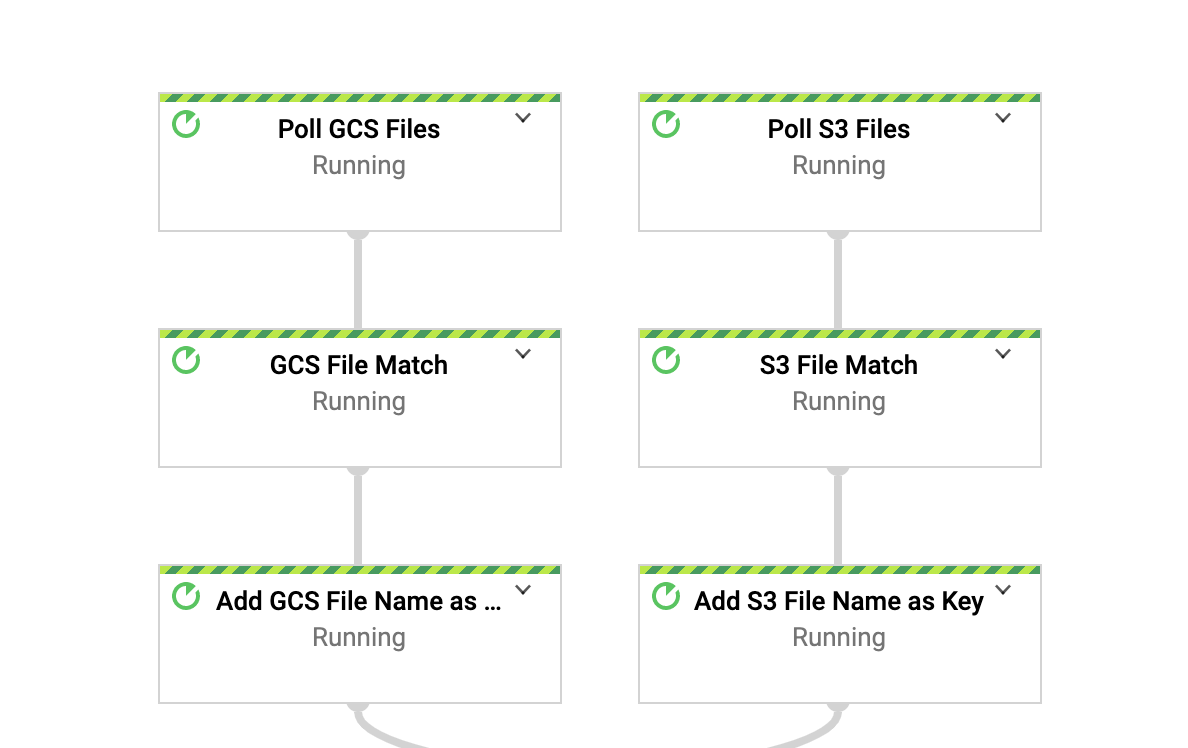 Poll GCS Files
Running
Poll S3 Files
Running
GCS File Match
Running
S3 File Match
Running
Add GCS File Name as ...
Running
Add S3 File Name as Key
Running